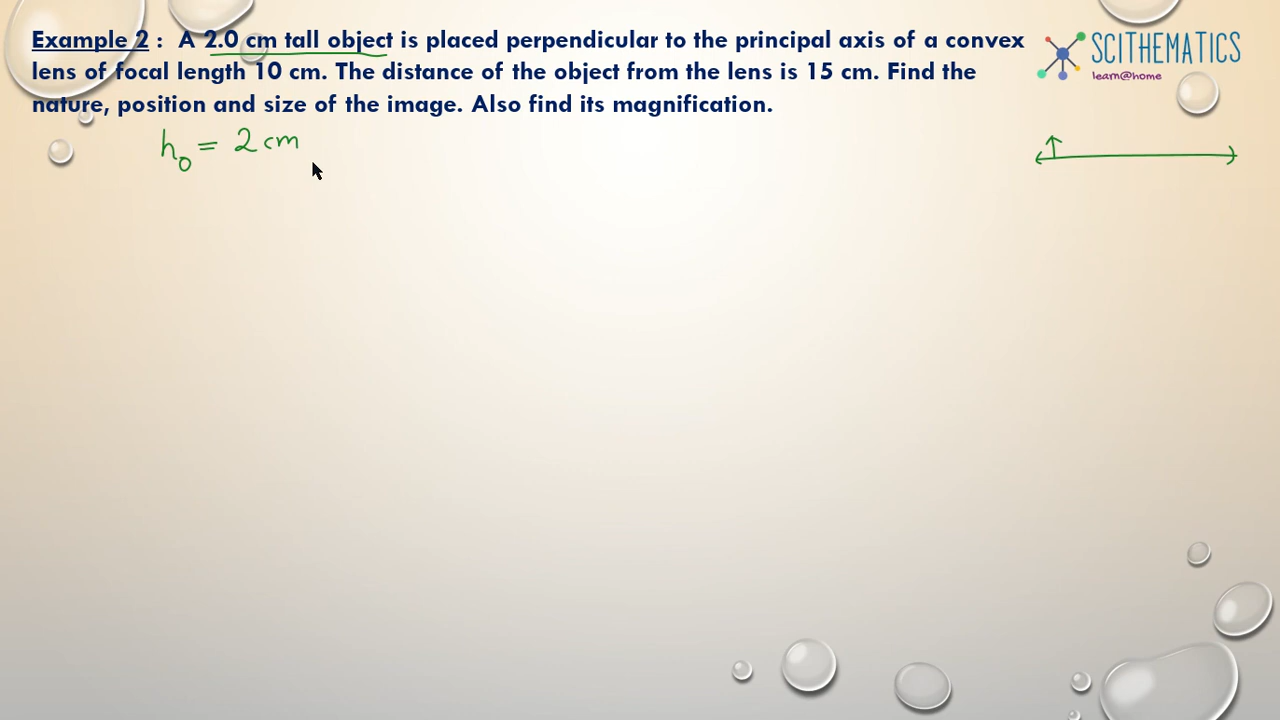 Example 2 : A 2.0 cm tall object is placed perpendicular to the principal axis of a convex
lens of focal length 10 cm. The distance of the object from the lens is 15 cm. Find the
nature, position and size of the image. Also find its magnification.
SCITHEMATICS
learn@home
h₀ = 2 cm